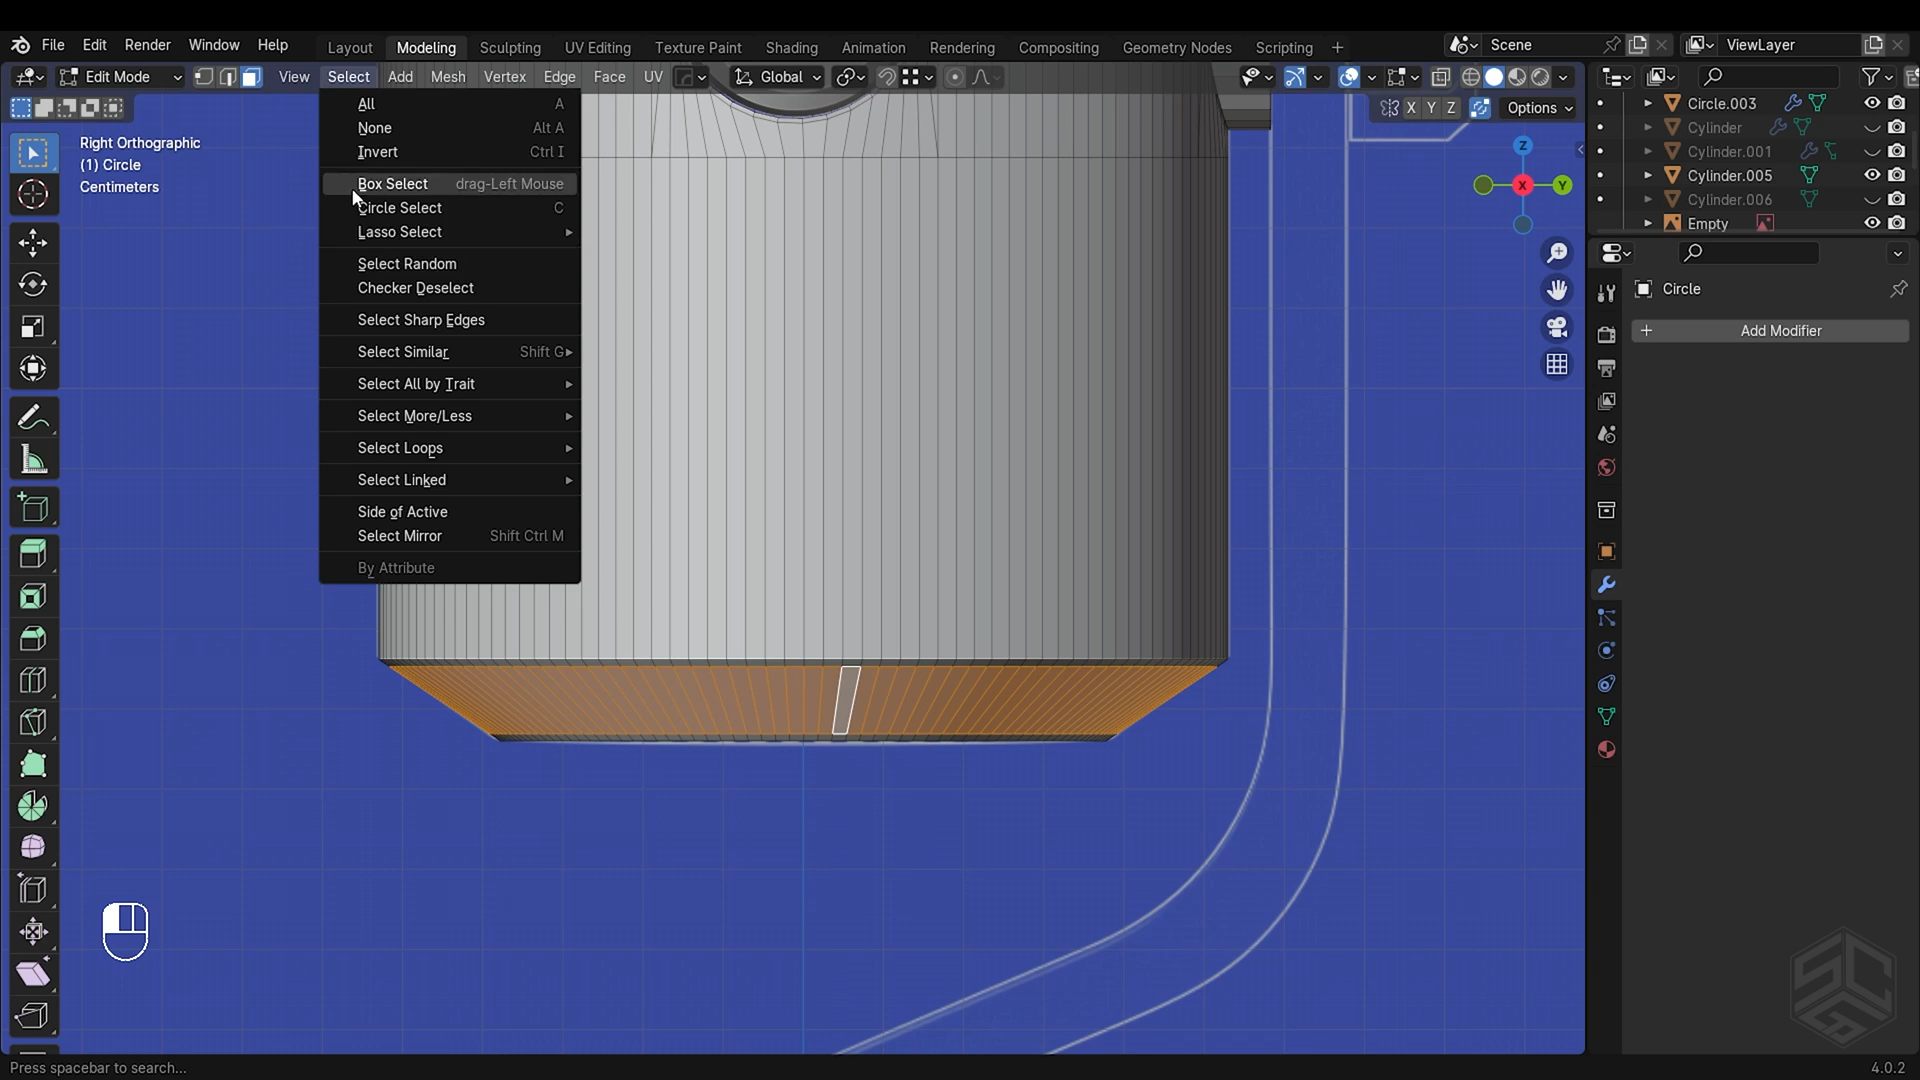 File Edit Render Window Help
Layout Modeling Sculpting UV Editing Texture Paint Shading Animation Rendering Compositing Geometry Nodes Scripting +
Scene
ViewLayer
Edit Mode
View Select Add Mesh Vertex Edge Face UV
Global
X Y Z
Options
Right Orthographic
(1) Circle
Centimeters
All A
None Alt A
Invert Ctrl I
Box Select drag-Left Mouse
Circle Select C
Lasso Select
Select Random
Checker Deselect
Select Sharp Edges
Select Similar Shift G
Select All by Trait
Select More/Less
Select Loops
Select Linked
Side of Active
Select Mirror Shift Ctrl M
By Attribute
Z
X
Y
Circle.003
Cylinder
Cylinder.001
Cylinder.005
Cylinder.006
Empty
Circle
+ Add Modifier
SCG
Press spacebar to search...
4.0.2